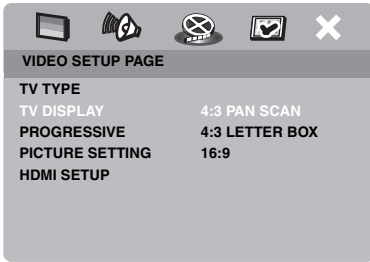 VIDEO SETUP PAGE
TV TYPE
TV DISPLAY 4:3 PAN SCAN
PROGRESSIVE 4:3 LETTER BOX
PICTURE SETTING 16:9
HDMI SETUP